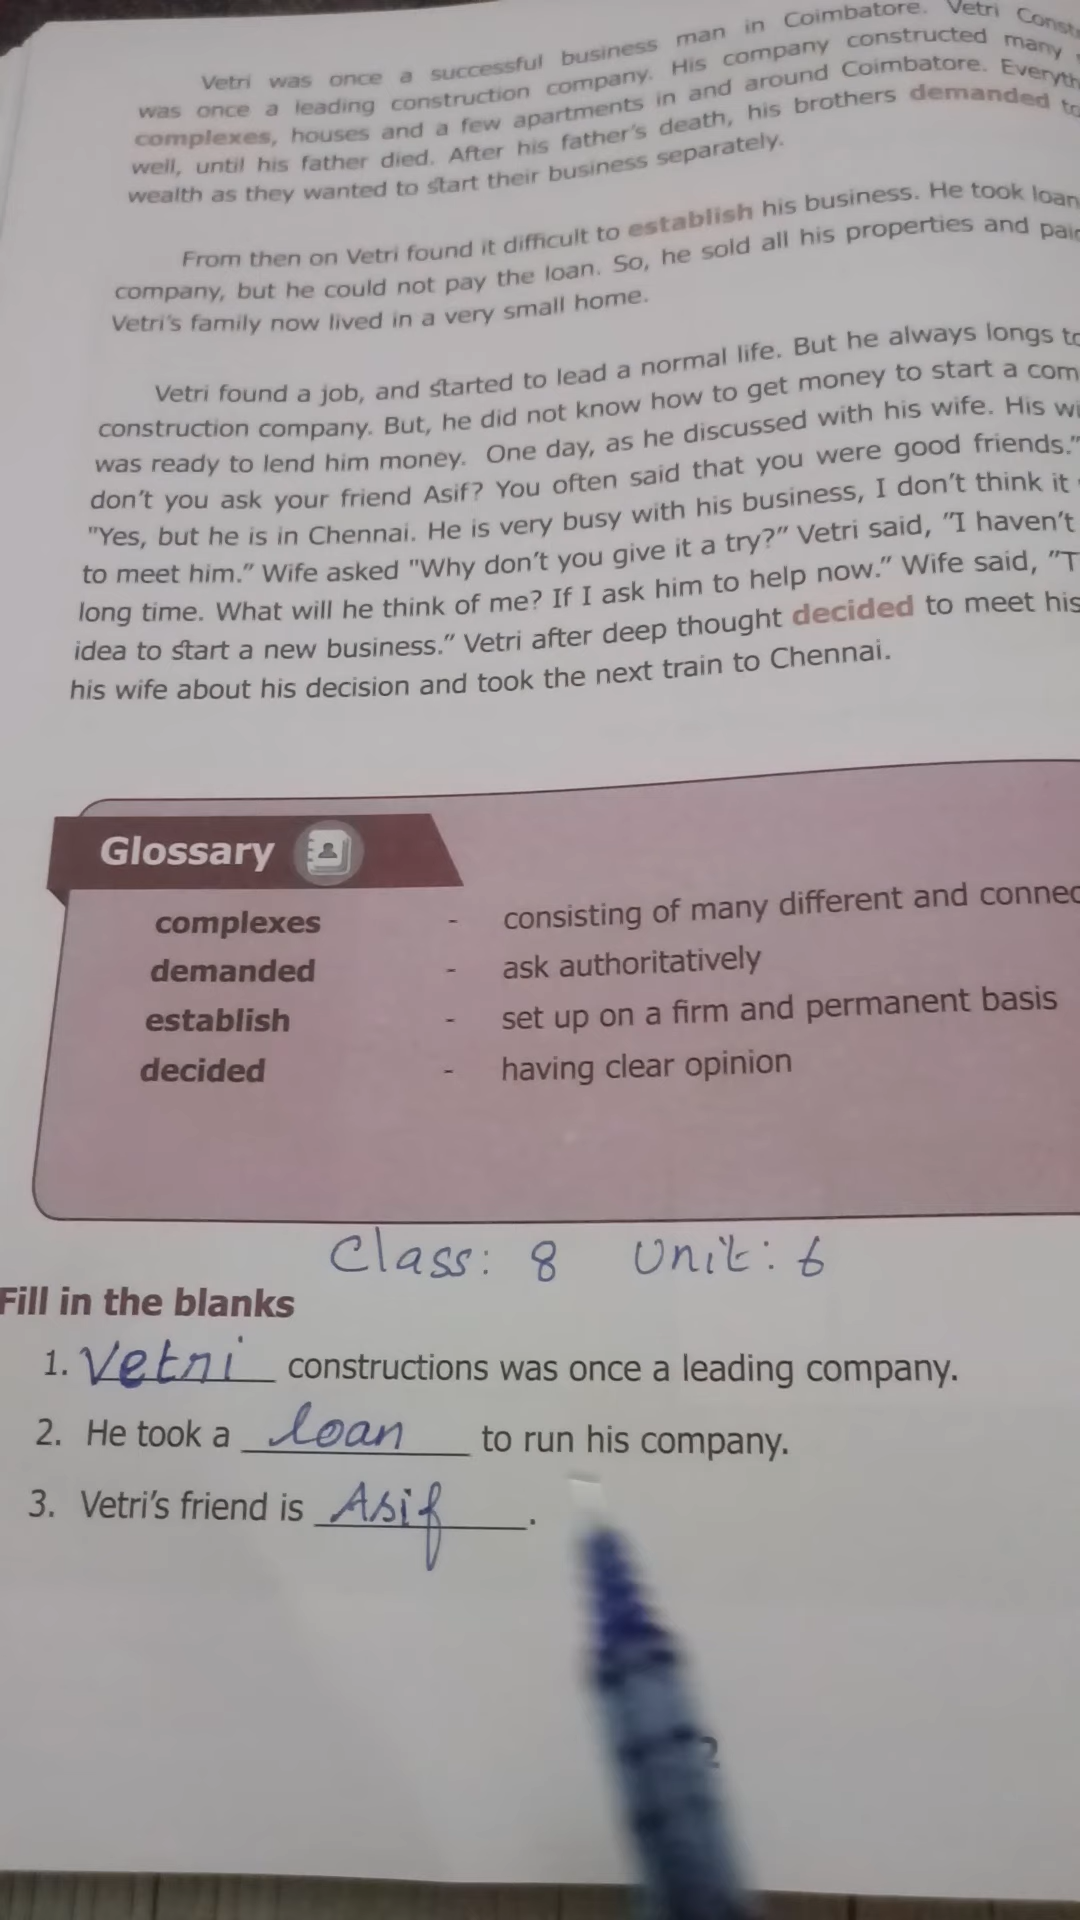 Vetri was once a successful business man in Coimbatore. Vetri
was once a leading construction company. His company constructed many
complexes, houses and a few apartments in and around Coimbatore.
well, until his father died. After his father's death, his brothers demanded
wealth as they wanted to start their business separately.
From then on Vetri found it difficult to establish his business. He took
company, but he could not pay the loan. So, he sold all his properties and
Vetri's family now lived in a very small home.
Vetri found a job, and started to lead a normal life. But he always longs
construction company. But, he did not know how to get money to start a
was ready to lend him money. One day, as he discussed with his wife. His
don't you ask your friend Asif? You often said that you were good friends."
"Yes, but he is in Chennai. He is very busy with his business, I don't think it
to meet him." Wife asked "Why don't you give it a try?" Vetri said, "I haven't
long time. What will he think of me? If I ask him to help now." Wife said,
idea to start a new business." Vetri after deep thought decided to meet his
his wife about his decision and took the next train to Chennai.
Glossary
complexes - consisting of many different and
demanded - ask authoritatively
establish - set up on a firm and permanent basis
decided - having clear opinion
Class: 8 Unit: 6
Fill in the blanks
1. Vetri constructions was once a leading company.
2. He took a loan to run his company.
3. Vetri's friend is Asif.